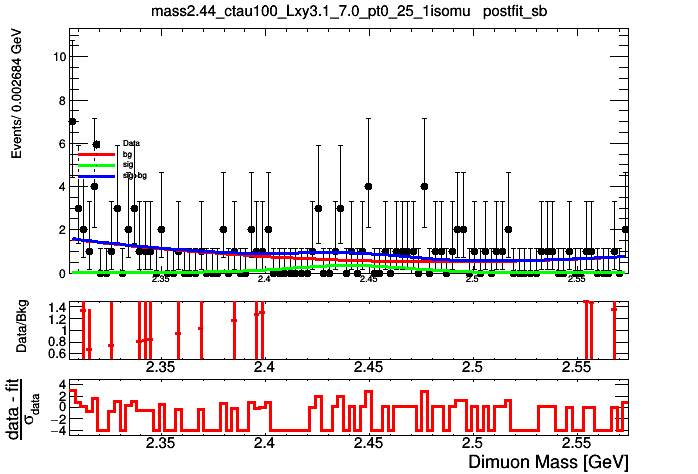 mass2.44_ctau100_Lxy3.1_7.0_pt0_25_1isomu postfit_sb
Events/ 0.002684 GeV
10
8
6
4
2
0
Data
bg
sig
sig+bg
2.35 2.4 2.45 2.5 2.55
Data/Bkg
1.4
1.2
1
0.8
0.6
2.35 2.4 2.45 2.5 2.55
data - fit
σdata
4
2
0
−2
−4
2.35 2.4 2.45 2.5 2.55
Dimuon Mass [GeV]